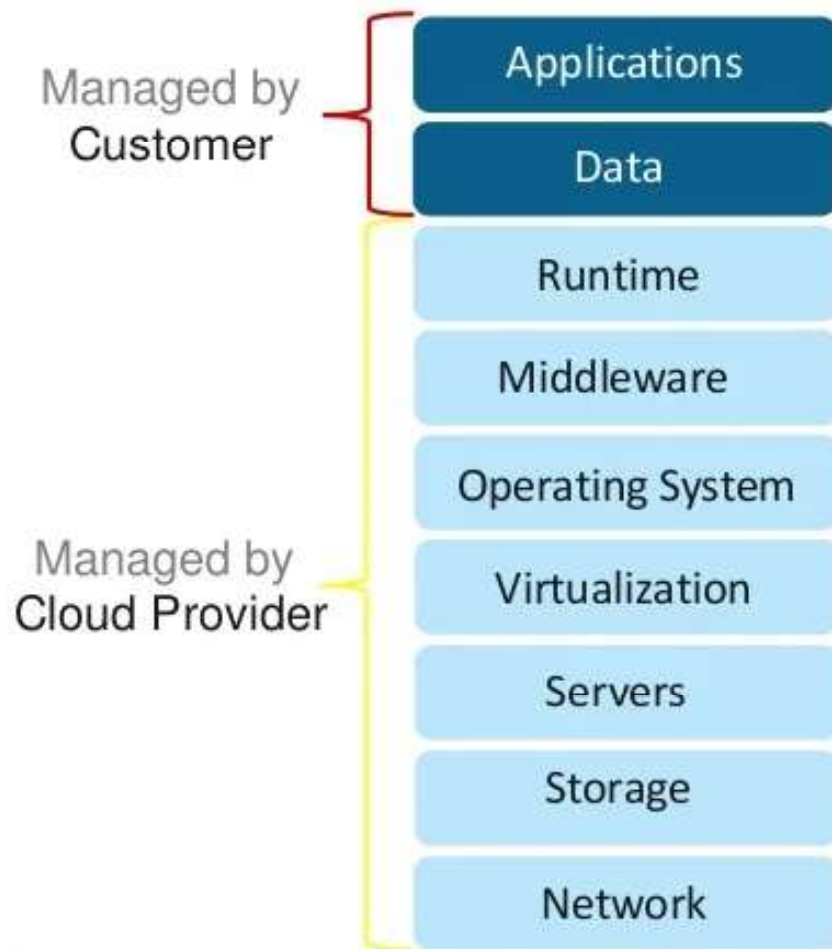 Managed by
Customer
Applications
Data
Runtime
Middleware
Operating System
Managed by
Cloud Provider
Virtualization
Servers
Storage
Network